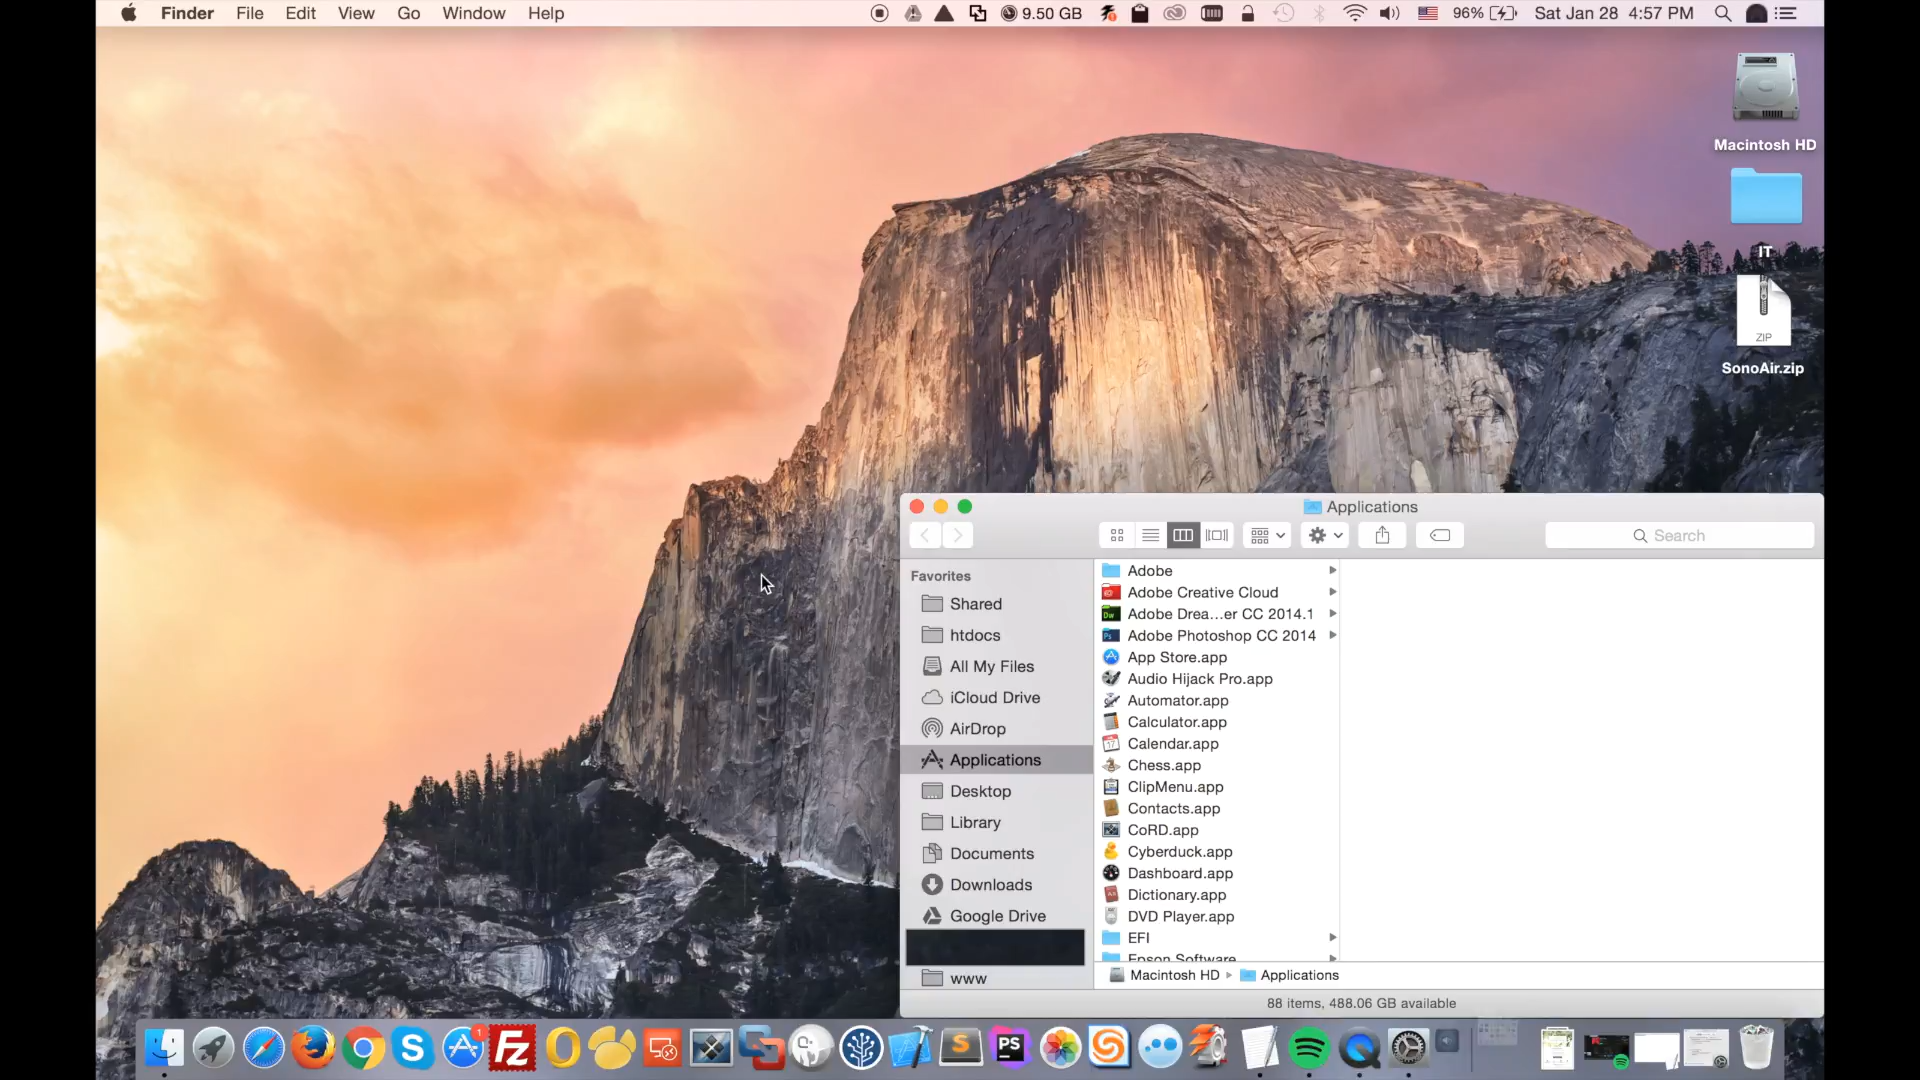 Finder File Edit View Go Window Help 9.50 GB 96% Sat Jan 28 4:57 PM
Macintosh HD
IT
ZIP
SonoAir.zip
Applications
Search
Favorites
Shared
htdocs
All My Files
iCloud Drive
AirDrop
Applications
Desktop
Library
Documents
Downloads
Google Drive
www
Adobe
Adobe Creative Cloud
Adobe Drea...er CC 2014.1
Adobe Photoshop CC 2014
App Store.app
Audio Hijack Pro.app
Automator.app
Calculator.app
Calendar.app
Chess.app
ClipMenu.app
Contacts.app
CoRD.app
Cyberduck.app
Dashboard.app
Dictionary.app
DVD Player.app
EFI
Epson Software
Macintosh HD Applications
88 items, 488.06 GB available
S 1 Fz S PS